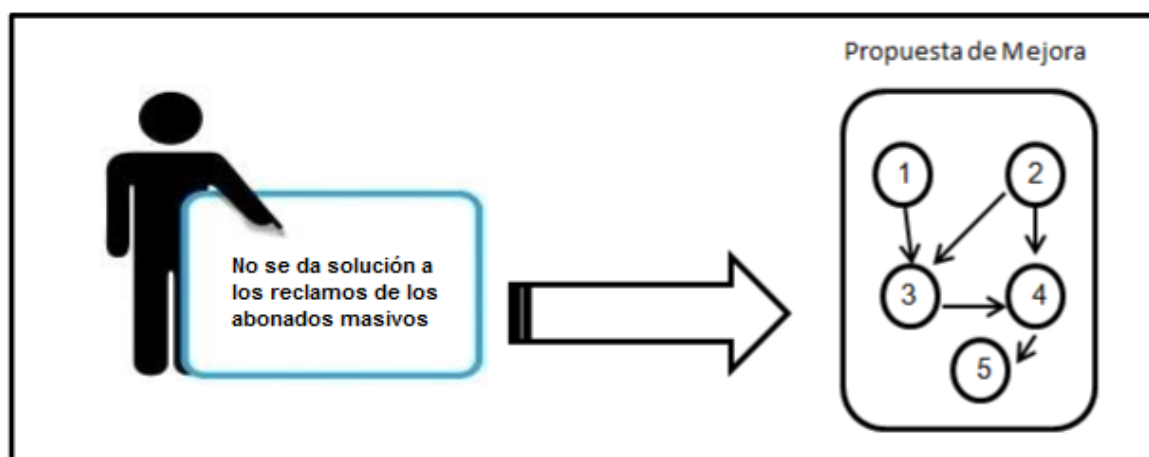 Propuesta de Mejora
1
2
No se da solución a
los reclamos de los
abonados masivos
3
4
5